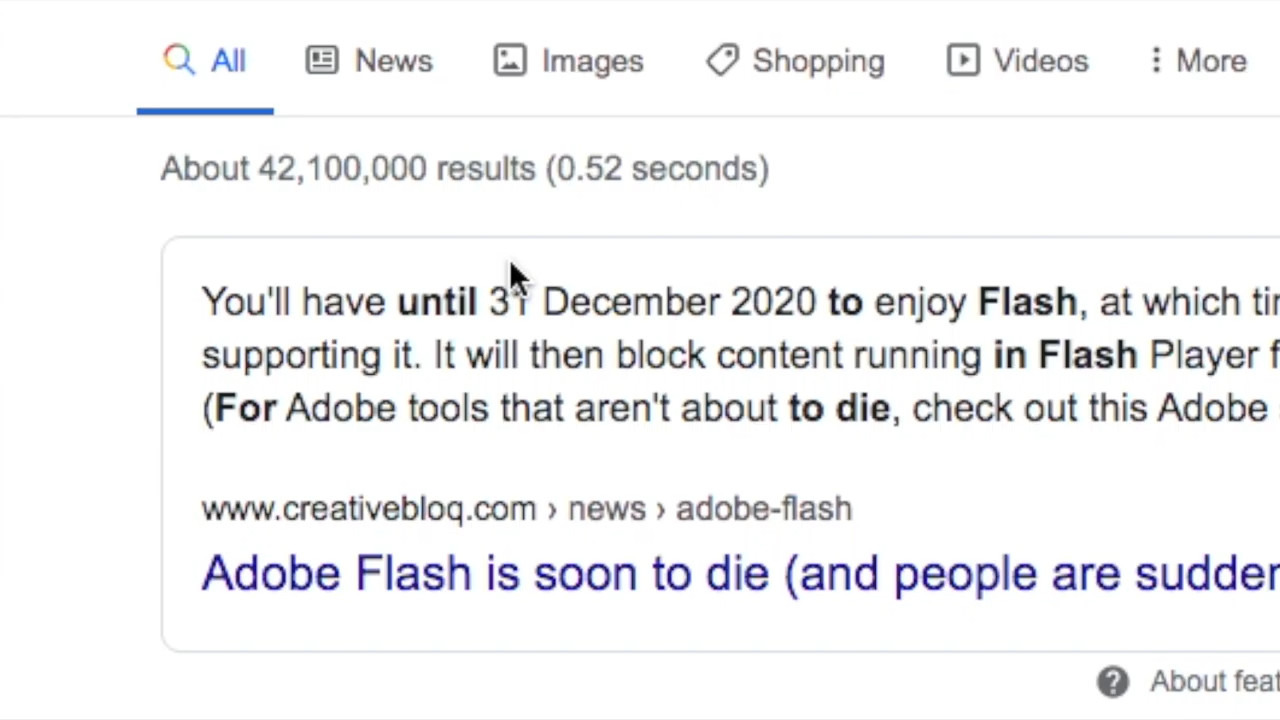 All News Images Shopping Videos More
About 42,100,000 results (0.52 seconds)
You'll have until 31 December 2020 to enjoy Flash, at which
supporting it. It will then block content running in Flash Player
(For Adobe tools that aren't about to die, check out this Adobe
www.creativebloq.com › news › adobe-flash
Adobe Flash is soon to die (and people are
About